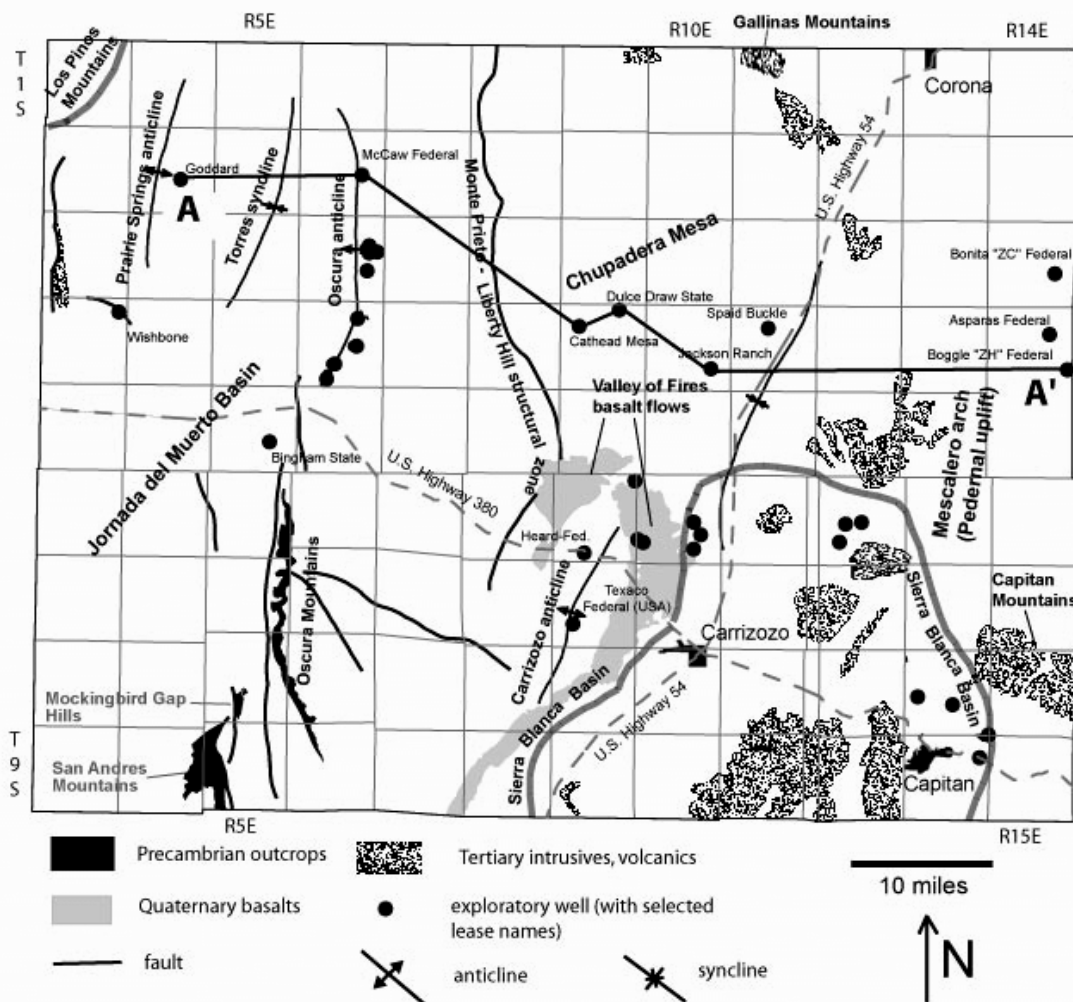 R5E
R10E
Gallinas Mountains
R14E
T
1
S
Los Pinos
Mountains
Corona
U.S. Highway 54
Prairie Springs anticline
Goddard
A
Torres syncline
McCaw Federal
Oscura anticline
Monte Prieto - Liberty Hill structural zone
Chupadera Mesa
Bonita "ZC" Federal
Dulce Draw State
Spaid Buckle
Asparas Federal
Wishbone
Cathead Mesa
Jackson Ranch
Boggle "ZH" Federal
A'
Valley of Fires
basalt flows
Jornada del Muerto Basin
Bingham State
U.S. Highway 380
Mescalero arch
(Pedernal uplift)
Heard-Fed.
Oscura Mountains
Carrizozo anticline
Texaco
Federal (USA)
Carrizozo
Capitan
Mountains
Sierra Blanca Basin
Mockingbird Gap
Hills
San Andres
Mountains
Sierra Blanca Basin
U.S. Highway 54
T
9
S
Capitan
R5E
R15E
Precambrian outcrops
Tertiary intrusives, volcanics
10 miles
Quaternary basalts
exploratory well (with selected
lease names)
fault
anticline
syncline
N